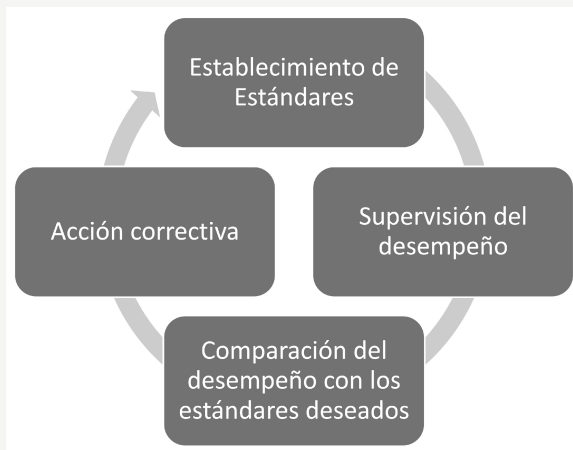 Establecimiento de
Estándares
Supervisión del
desempeño
Comparación del
desempeño con los
estándares deseados
Acción correctiva